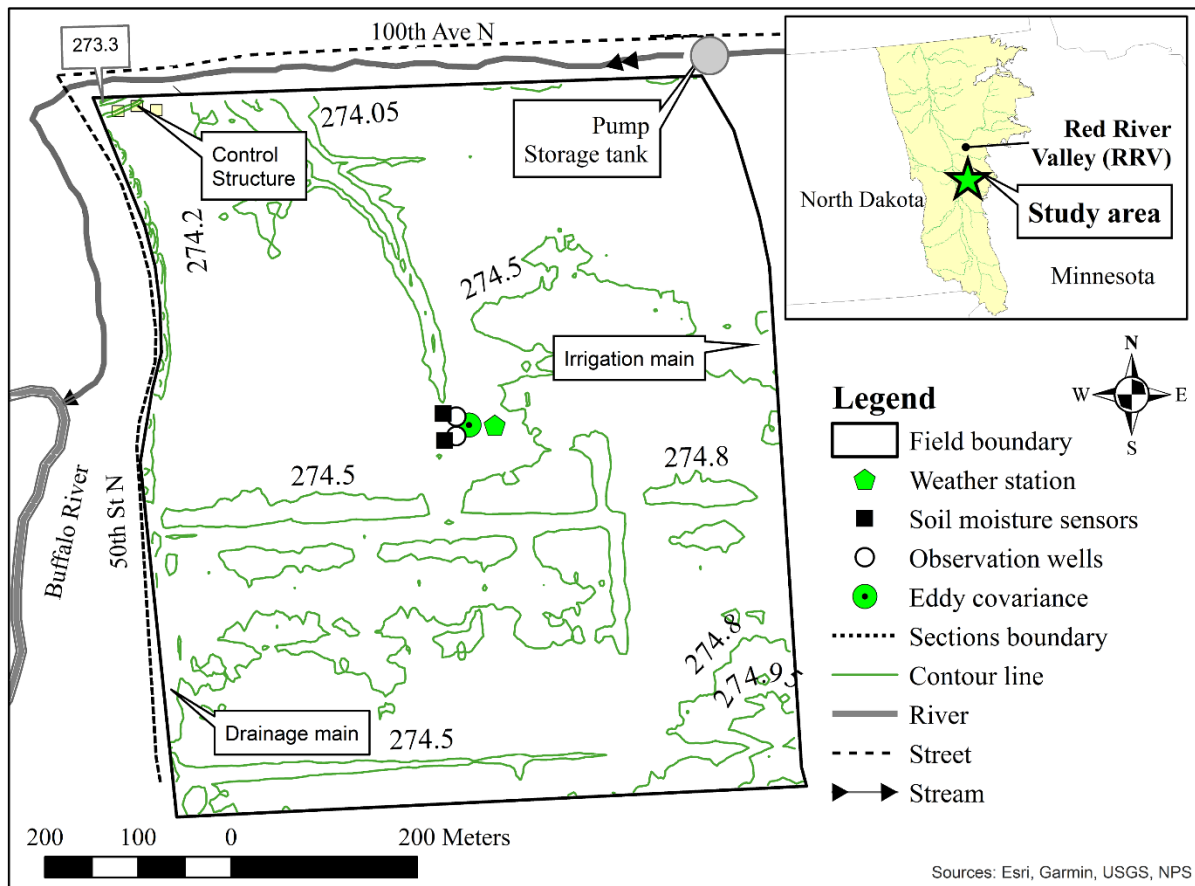 273.3
100th Ave N
Control
Structure
274.05
Pump
Storage tank
274.2
274.5
Irrigation main
Buffalo River
50th St N
274.5
274.8
274.8
274.95
Drainage main
274.5
200 100 0 200 Meters
Red River
Valley (RRV)
North Dakota
Study area
Minnesota
N
W E
S
Legend
Field boundary
Weather station
Soil moisture sensors
Observation wells
Eddy covariance
Sections boundary
Contour line
River
Street
Stream
Sources: Esri, Garmin, USGS, NPS